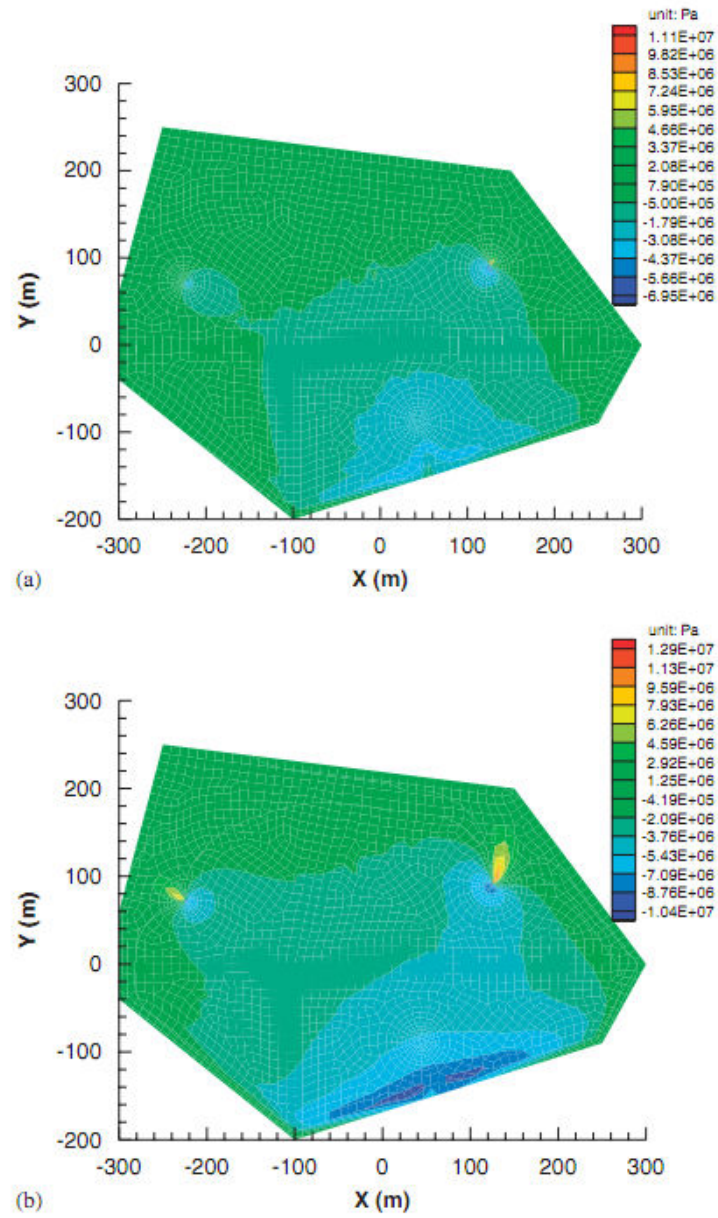 unit: Pa
1.11E+07
9.82E+06
8.53E+06
7.24E+06
5.95E+06
4.66E+06
3.37E+06
2.08E+06
7.90E+05
-5.00E+05
-1.79E+06
-3.08E+06
-4.37E+06
-5.66E+06
-6.95E+06
300
200
100
0
-100
-200
Y (m)
-300 -200 -100 0 100 200 300
X (m)
(a)
unit: Pa
1.29E+07
1.13E+07
9.59E+06
7.93E+06
6.26E+06
4.59E+06
2.92E+06
1.25E+06
-4.19E+05
-2.09E+06
-3.76E+06
-5.43E+06
-7.09E+06
-8.76E+06
-1.04E+07
300
200
100
0
-100
-200
Y (m)
-300 -200 -100 0 100 200 300
X (m)
(b)